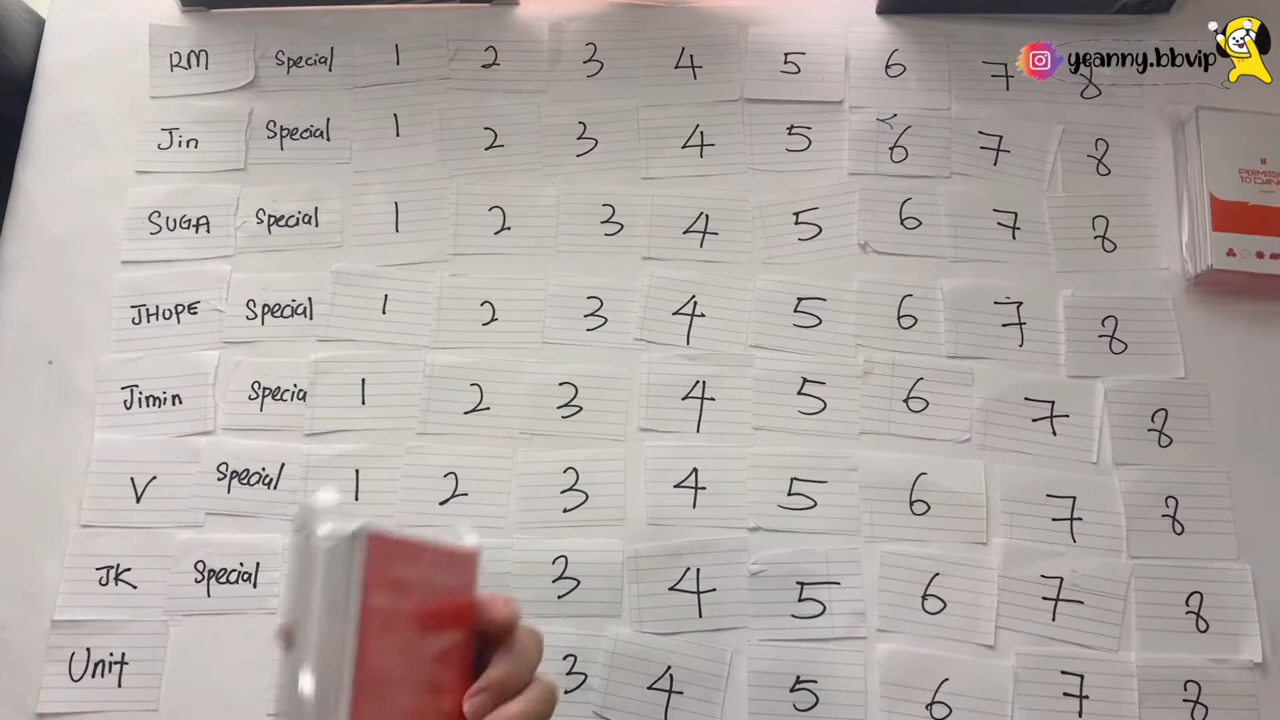 yeanny.bbvip
RM Special 1 2 3 4 5 6 7 8
Jin Special 1 2 3 4 5 6 7 8
SUGA Special 1 2 3 4 5 6 7 8
JHOPE Special 1 2 3 4 5 6 7 8
Jimin Specia 1 2 3 4 5 6 7 8
V Special 1 2 3 4 5 6 7 8
JK Special 3 4 5 6 7 8
Unit 3 4 5 6 7 8
PERMISS
TO DAN